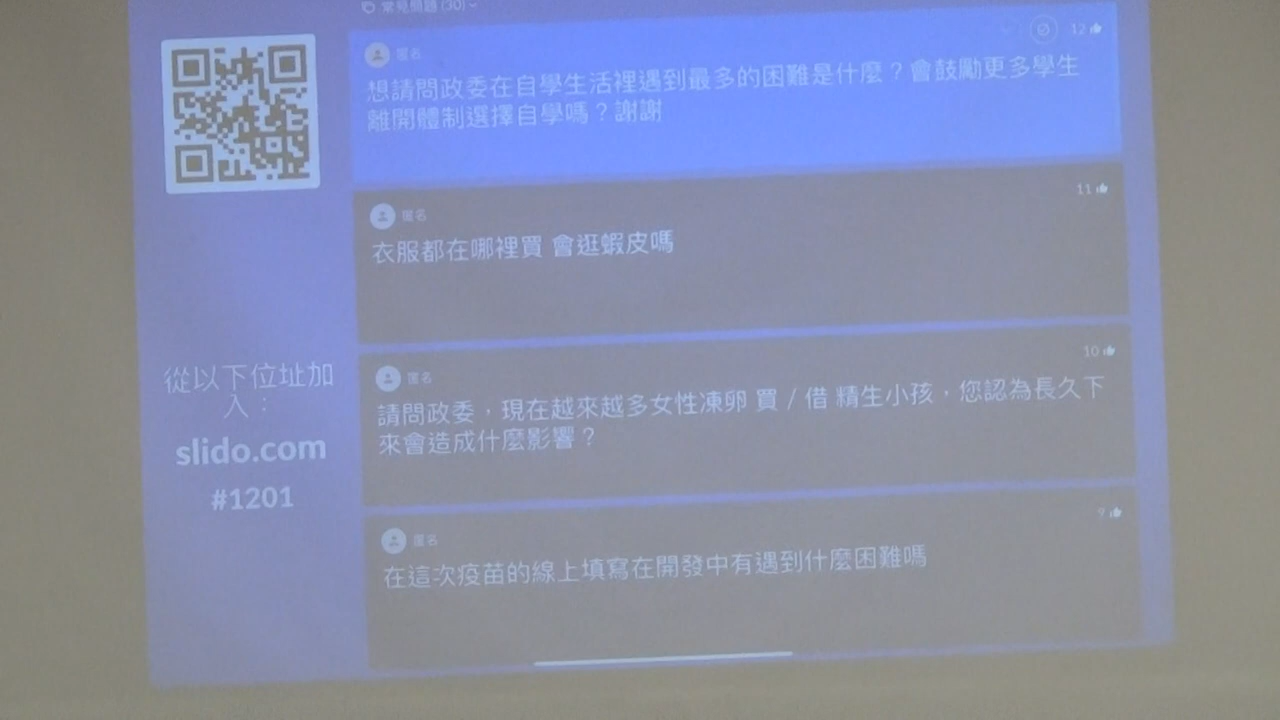 常見問題 (30)
匿名
12
想請問政委在自學生活裡遇到最多的困難是什麼？會鼓勵更多學生
離開體制選擇自學嗎？謝謝
匿名
11
衣服都在哪裡買 會逛蝦皮嗎
匿名
10
請問政委，現在越來越多女性凍卵 買 / 借 精生小孩，您認為長久下
來會造成什麼影響？
匿名
9
在這次疫苗的線上填寫在開發中有遇到什麼困難嗎
從以下位址加
入：
slido.com
#1201